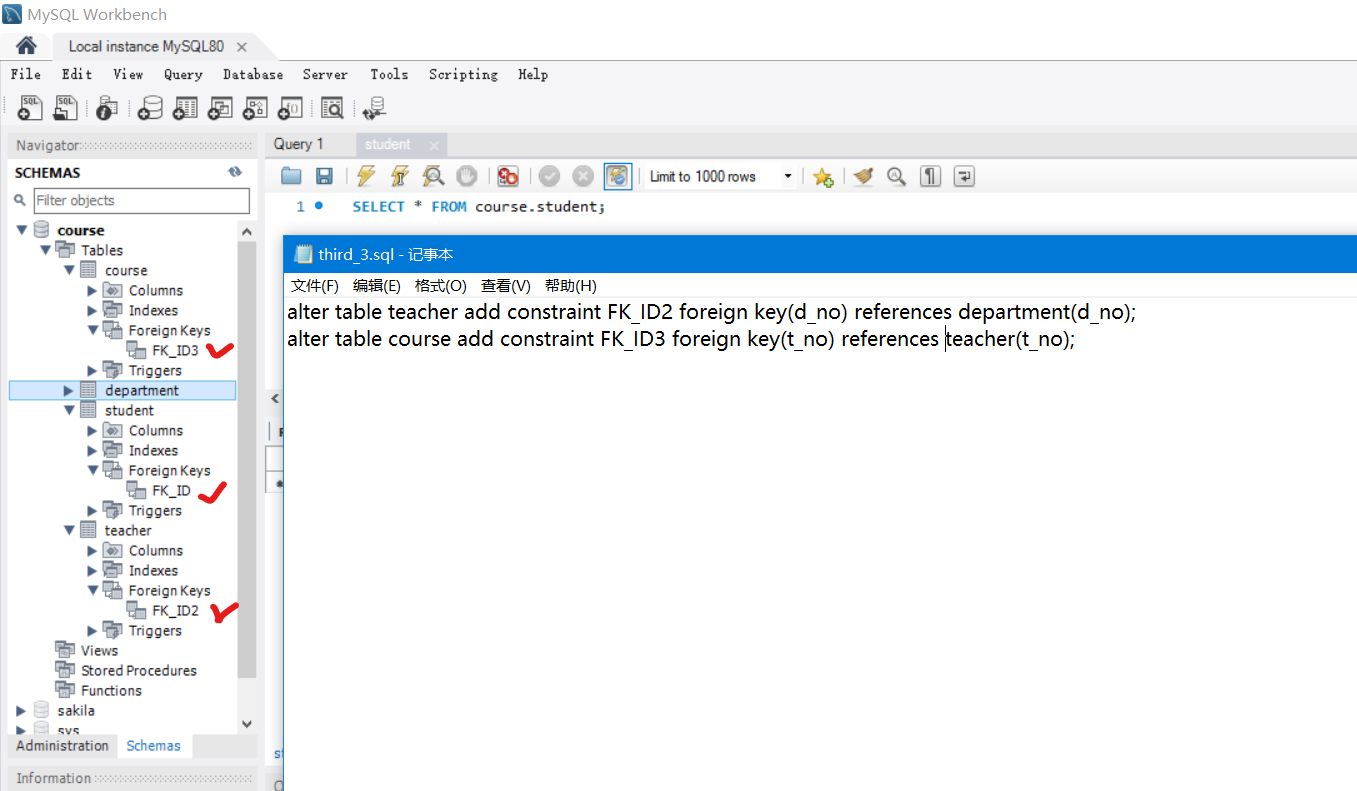 MySQL Workbench
Local instance MySQL80
File Edit View Query Database Server Tools Scripting Help
Navigator
Query 1 student
SCHEMAS
Limit to 1000 rows
Filter objects
1 SELECT * FROM course.student;
course
Tables
course
Columns
Indexes
Foreign Keys
FK_ID3
Triggers
department
student
Columns
Indexes
Foreign Keys
FK_ID
Triggers
teacher
Columns
Indexes
Foreign Keys
FK_ID2
Triggers
Views
Stored Procedures
Functions
sakila
sys
Administration Schemas
Information
third_3.sql - 记事本
文件(F) 编辑(E) 格式(O) 查看(V) 帮助(H)
alter table teacher add constraint FK_ID2 foreign key(d_no) references department(d_no);
alter table course add constraint FK_ID3 foreign key(t_no) references teacher(t_no);